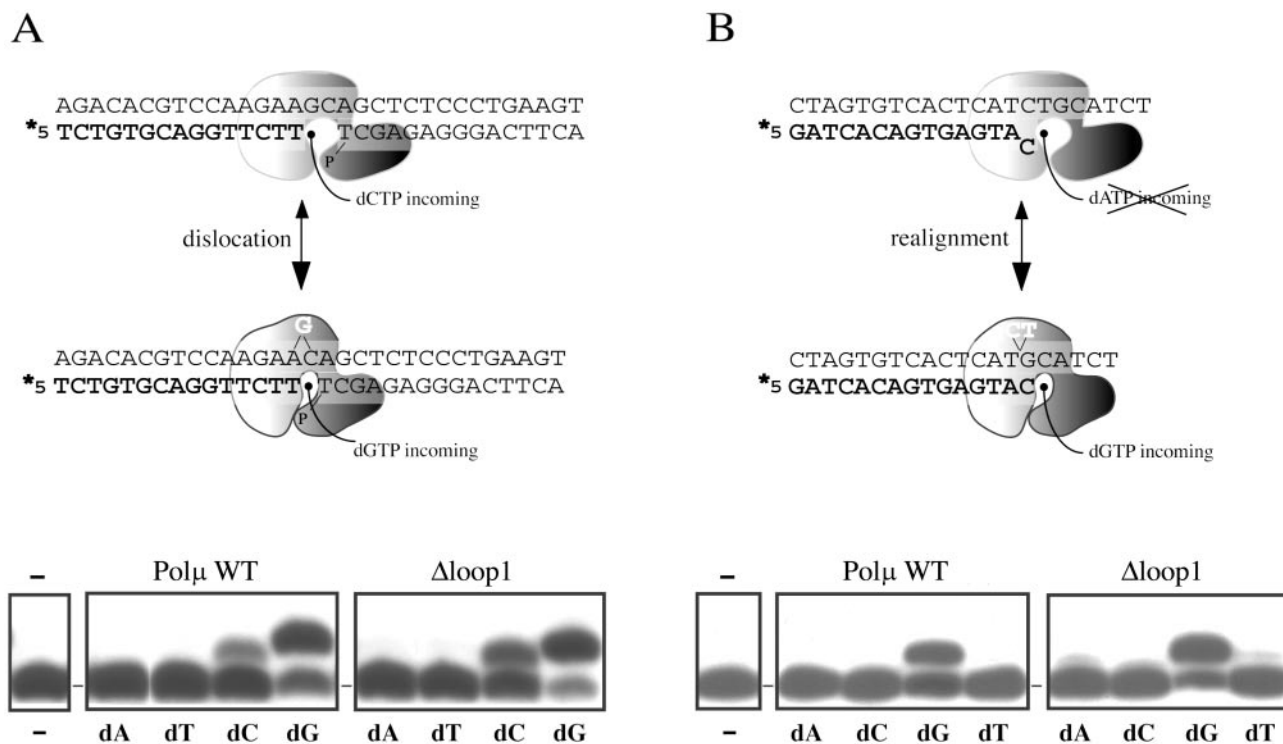 A
AGACACGTCCAAGAAGCAGCTCTCCCTGAAGT
*5 TCTGTGCAGGTTCTT TCGAGAGGGACTTCA
P
dCTP incoming
dislocation
G
AGACACGTCCAAGAACAGCTCTCCCTGAAGT
*5 TCTGTGCAGGTTCTT TCGAGAGGGACTTCA
P
dGTP incoming
– Polμ WT Δloop1
– dA dT dC dG dA dT dC dG
B
CTAGTGTCACTCATCTGCATCT
*5 GATCACAGTGAGTA
C
dATP incoming
realignment
CT
CTAGTGTCACTCATGCATCT
*5 GATCACAGTGAGTAC
dGTP incoming
– Polμ WT Δloop1
– dA dC dG dT dA dC dG dT